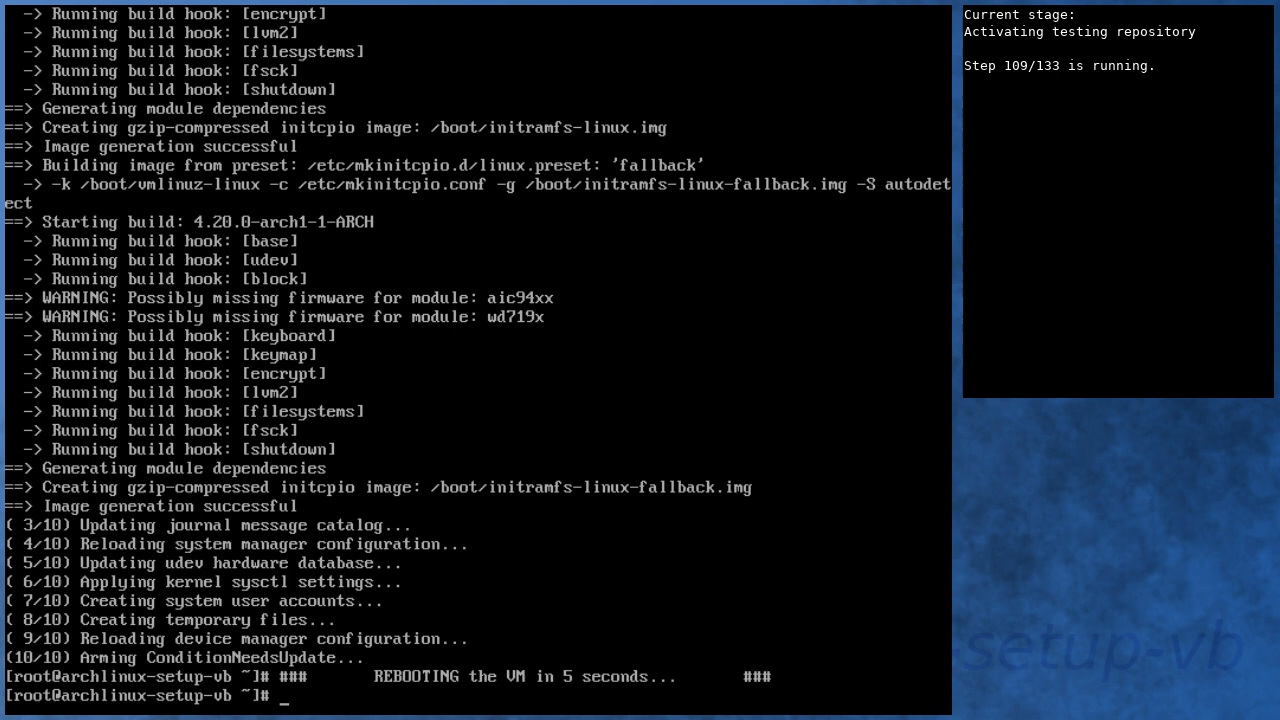 -> Running build hook: [encrypt]
-> Running build hook: [lvm2]
-> Running build hook: [filesystems]
-> Running build hook: [fsck]
-> Running build hook: [shutdown]
==> Generating module dependencies
==> Creating gzip-compressed initcpio image: /boot/initramfs-linux.img
==> Image generation successful
==> Building image from preset: /etc/mkinitcpio.d/linux.preset: 'fallback'
-> -k /boot/vmlinuz-linux -c /etc/mkinitcpio.conf -g /boot/initramfs-linux-fallback.img -S autodet
ect
==> Starting build: 4.20.0-arch1-1-ARCH
-> Running build hook: [base]
-> Running build hook: [udev]
-> Running build hook: [block]
==> WARNING: Possibly missing firmware for module: aic94xx
==> WARNING: Possibly missing firmware for module: wd719x
-> Running build hook: [keyboard]
-> Running build hook: [keymap]
-> Running build hook: [encrypt]
-> Running build hook: [lvm2]
-> Running build hook: [filesystems]
-> Running build hook: [fsck]
-> Running build hook: [shutdown]
==> Generating module dependencies
==> Creating gzip-compressed initcpio image: /boot/initramfs-linux-fallback.img
==> Image generation successful
( 3/10) Updating journal message catalog...
( 4/10) Reloading system manager configuration...
( 5/10) Updating udev hardware database...
( 6/10) Applying kernel sysctl settings...
( 7/10) Creating system user accounts...
( 8/10) Creating temporary files...
( 9/10) Reloading device manager configuration...
(10/10) Arming ConditionNeedsUpdate...
[root@archlinux-setup-vb ~]# ### REBOOTING the VM in 5 seconds... ###
[root@archlinux-setup-vb ~]# _
Current stage:
Activating testing repository
Step 109/133 is running.
-setup-vb